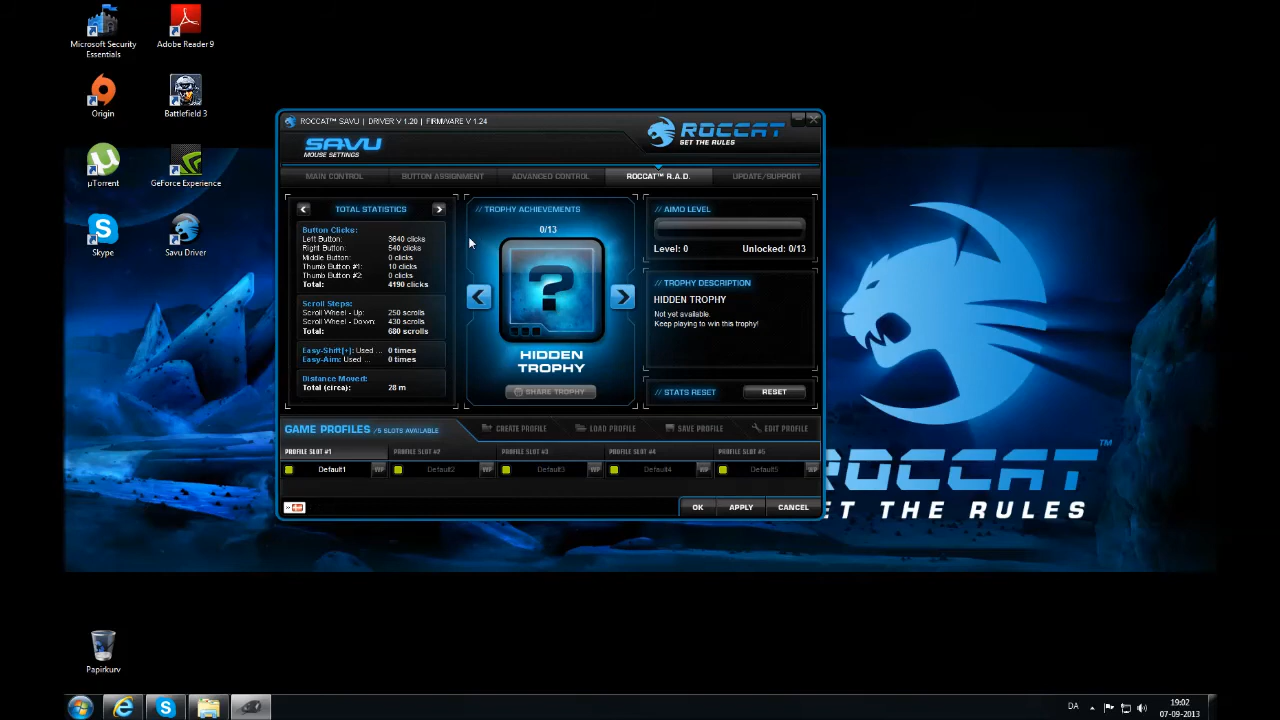 Microsoft Security
Essentials
Adobe Reader 9
Origin
Battlefield 3
µTorrent
GeForce Experience
Skype
Savu Driver
ROCCAT™ SAVU | DRIVER V 1.20 | FIRMWARE V 1.24
ROCCAT
SET THE RULES
SAVU
MOUSE SETTINGS
MAIN CONTROL
BUTTON ASSIGNMENT
ADVANCED CONTROL
ROCCAT™ R.A.D.
UPDATE/SUPPORT
TOTAL STATISTICS
Button Clicks:
Left Button: 3640 clicks
Right Button: 540 clicks
Middle Button: 0 clicks
Thumb Button #1: 10 clicks
Thumb Button #2: 0 clicks
Total: 4190 clicks
Scroll Steps:
Scroll Wheel - Up: 250 scrolls
Scroll Wheel - Down: 430 scrolls
Total: 680 scrolls
Easy-Shift[+]: Used ... 0 times
Easy-Aim: Used ... 0 times
Distance Moved:
Total (circa): 28 m
// TROPHY ACHIEVEMENTS
0/13
?
HIDDEN
TROPHY
SHARE TROPHY
// AIMO LEVEL
Level: 0 Unlocked: 0/13
// TROPHY DESCRIPTION
HIDDEN TROPHY
Not yet available.
Keep playing to win this trophy!
// STATS RESET
RESET
GAME PROFILES /5 SLOTS AVAILABLE
CREATE PROFILE
LOAD PROFILE
SAVE PROFILE
EDIT PROFILE
PROFILE SLOT #1
PROFILE SLOT #2
PROFILE SLOT #3
PROFILE SLOT #4
PROFILE SLOT #5
Default1
Default2
Default3
Default4
Default5
OK
APPLY
CANCEL
ROCCAT™
ET THE RULES
Papirkurv
DA
19:02
07-09-2013